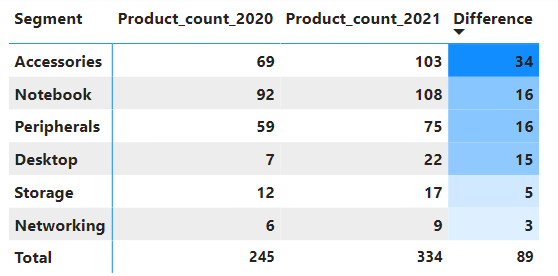 Segment Product_count_2020 Product_count_2021 Difference
Accessories 69 103 34
Notebook 92 108 16
Peripherals 59 75 16
Desktop 7 22 15
Storage 12 17 5
Networking 6 9 3
Total 245 334 89